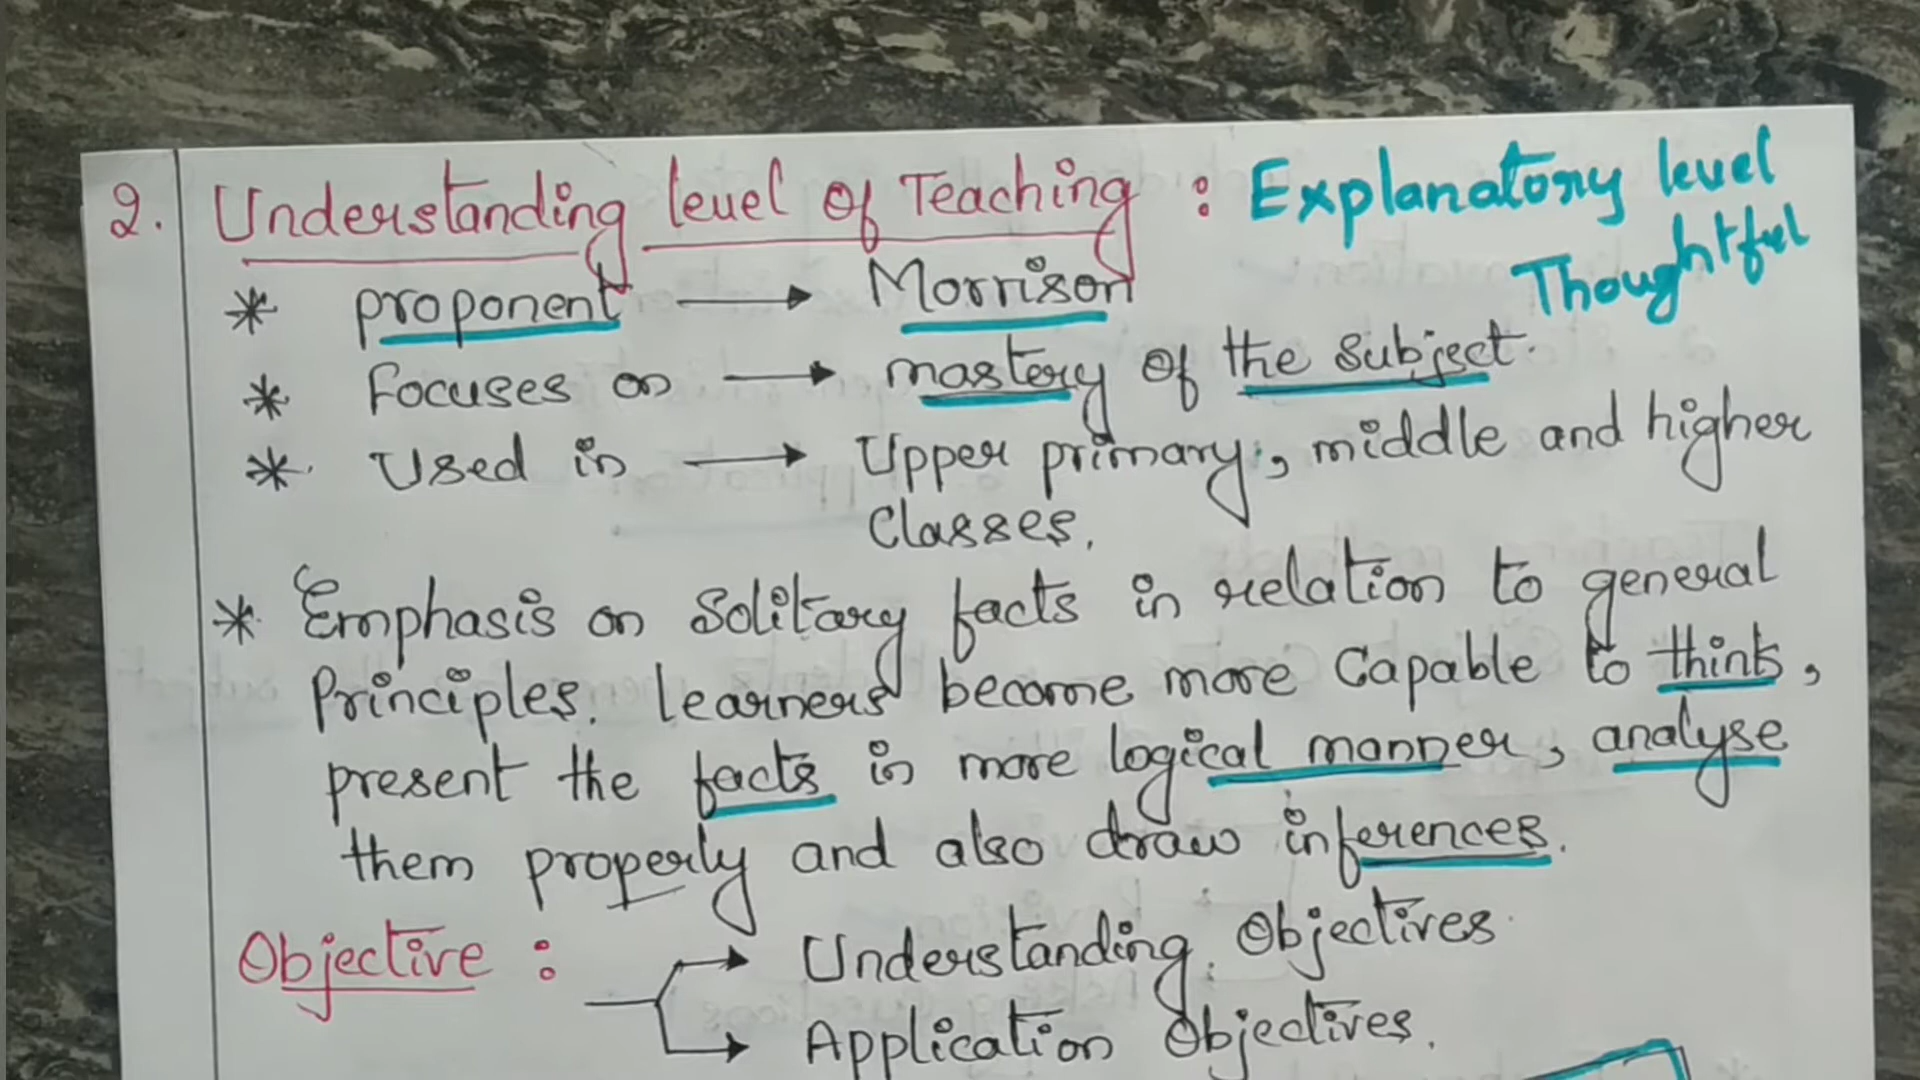 2. Understanding level of Teaching : Explanatory level
Thoughtful
* proponent → Morrison
* Focuses on → mastery of the subject.
* Used in → Upper primary, middle and higher
Classes.
* Emphasis on Solitary facts in relation to general
Principles. learners become more Capable to think,
present the facts in more logical manner, analyse
them properly and also draw inferences.
Objective : → Understanding Objectives
→ Application Objectives.